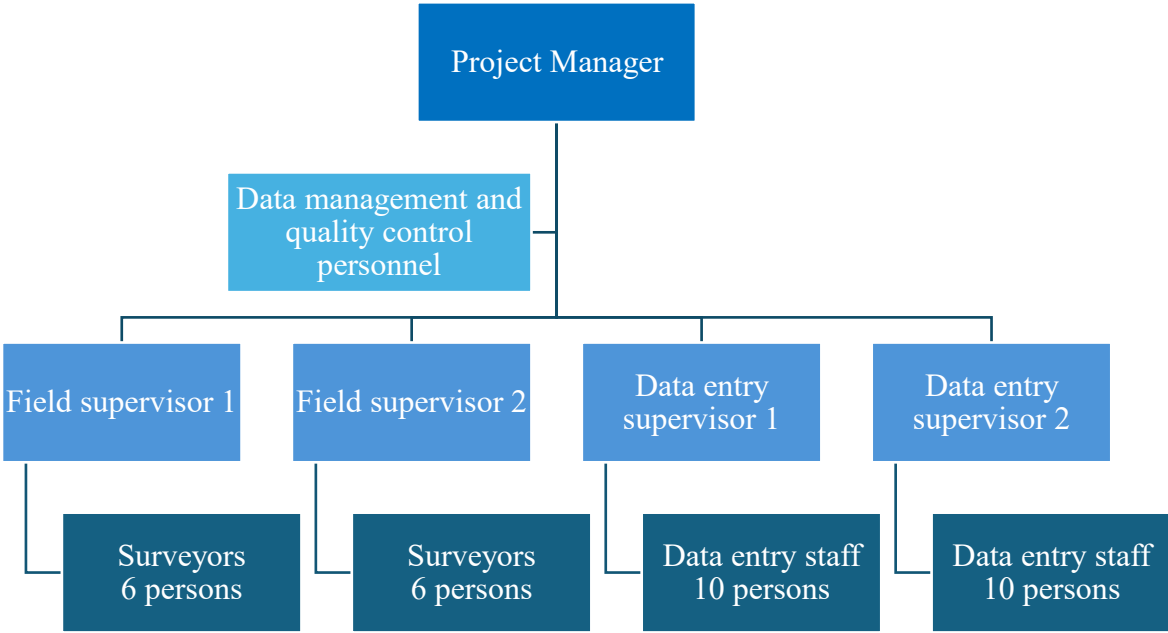 Project Manager
Data management and
quality control
personnel
Field supervisor 1
Field supervisor 2
Data entry
supervisor 1
Data entry
supervisor 2
Surveyors
6 persons
Surveyors
6 persons
Data entry staff
10 persons
Data entry staff
10 persons